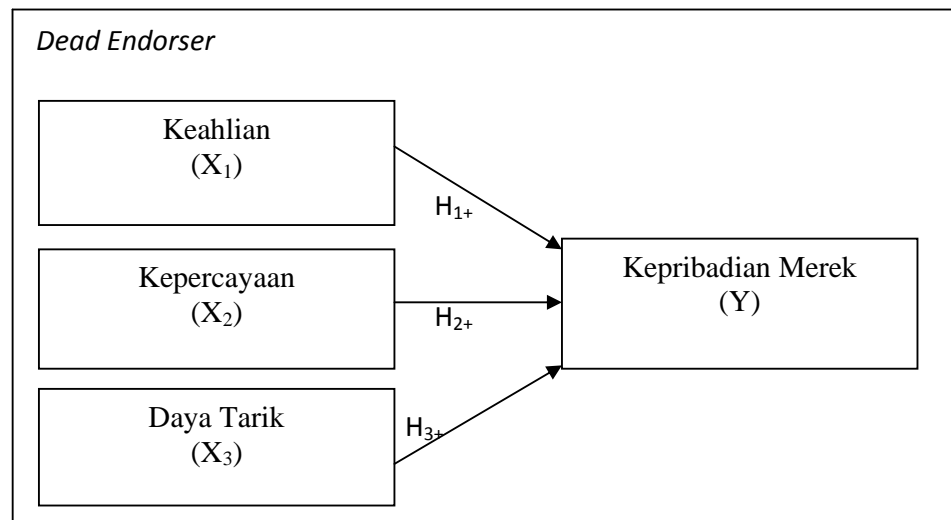 Dead Endorser
Keahlian
(X₁)
H₁₊
Kepercayaan
(X₂)
H₂₊
Kepribadian Merek
(Y)
Daya Tarik
(X₃)
H₃₊